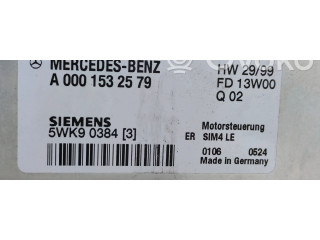 MERCEDES-BENZ
A 000 153 25 79
HW 29/99
FD 13W00
Q 02
SIEMENS
5WK9 0384 [3]
Motorsteuerung
ER SIM4 LE
0106 0524
Made in Germany